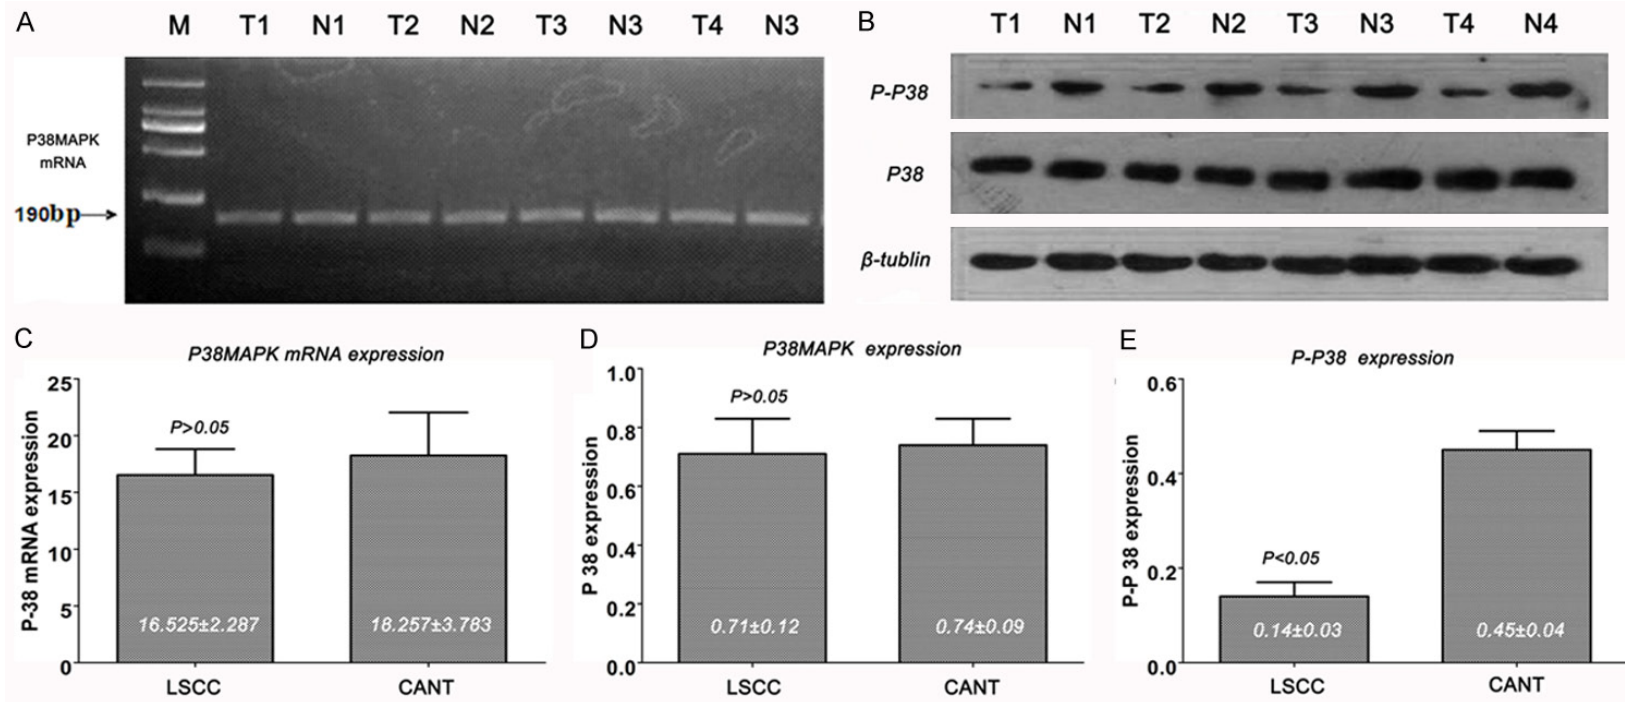 A
M T1 N1 T2 N2 T3 N3 T4 N3
P38MAPK
mRNA
190bp
B
T1 N1 T2 N2 T3 N3 T4 N4
P-P38
P38
β-tublin
C
P38MAPK mRNA expression
P-38 mRNA expression
25
20
15
10
5
0
P>0.05
16.525±2.287
18.257±3.783
LSCC
CANT
D
P38MAPK expression
P 38 expression
1.0
0.8
0.6
0.4
0.2
0.0
P>0.05
0.71±0.12
0.74±0.09
LSCC
CANT
E
P-P38 expression
P-P 38 expression
0.6
0.4
0.2
0.0
P<0.05
0.14±0.03
0.45±0.04
LSCC
CANT